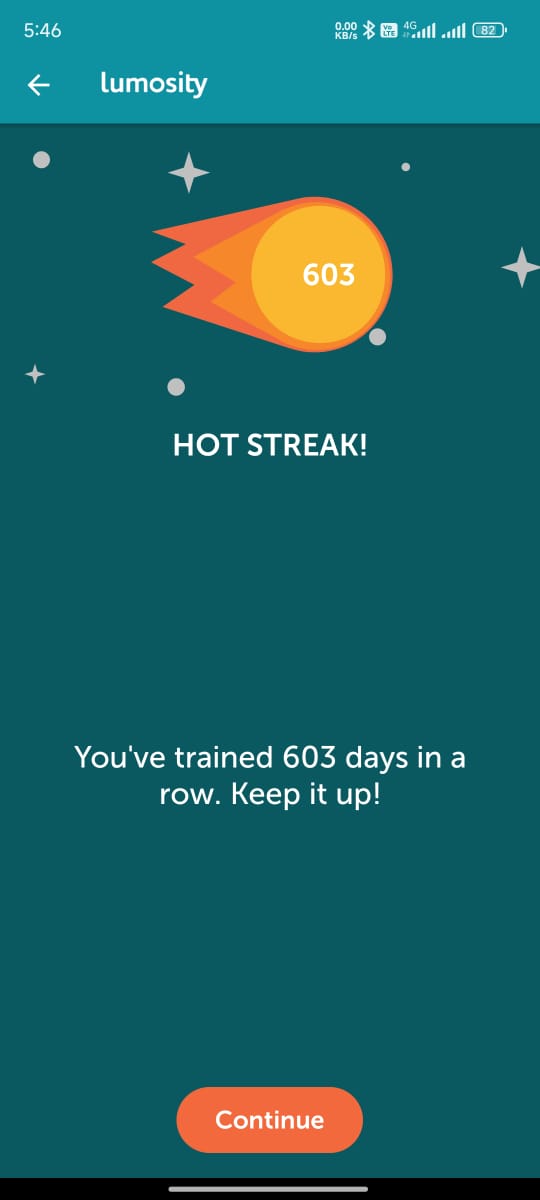 5:46
0.00
KB/s
Vo
LTE
4G
82
lumosity
603
HOT STREAK!
You've trained 603 days in a
row. Keep it up!
Continue